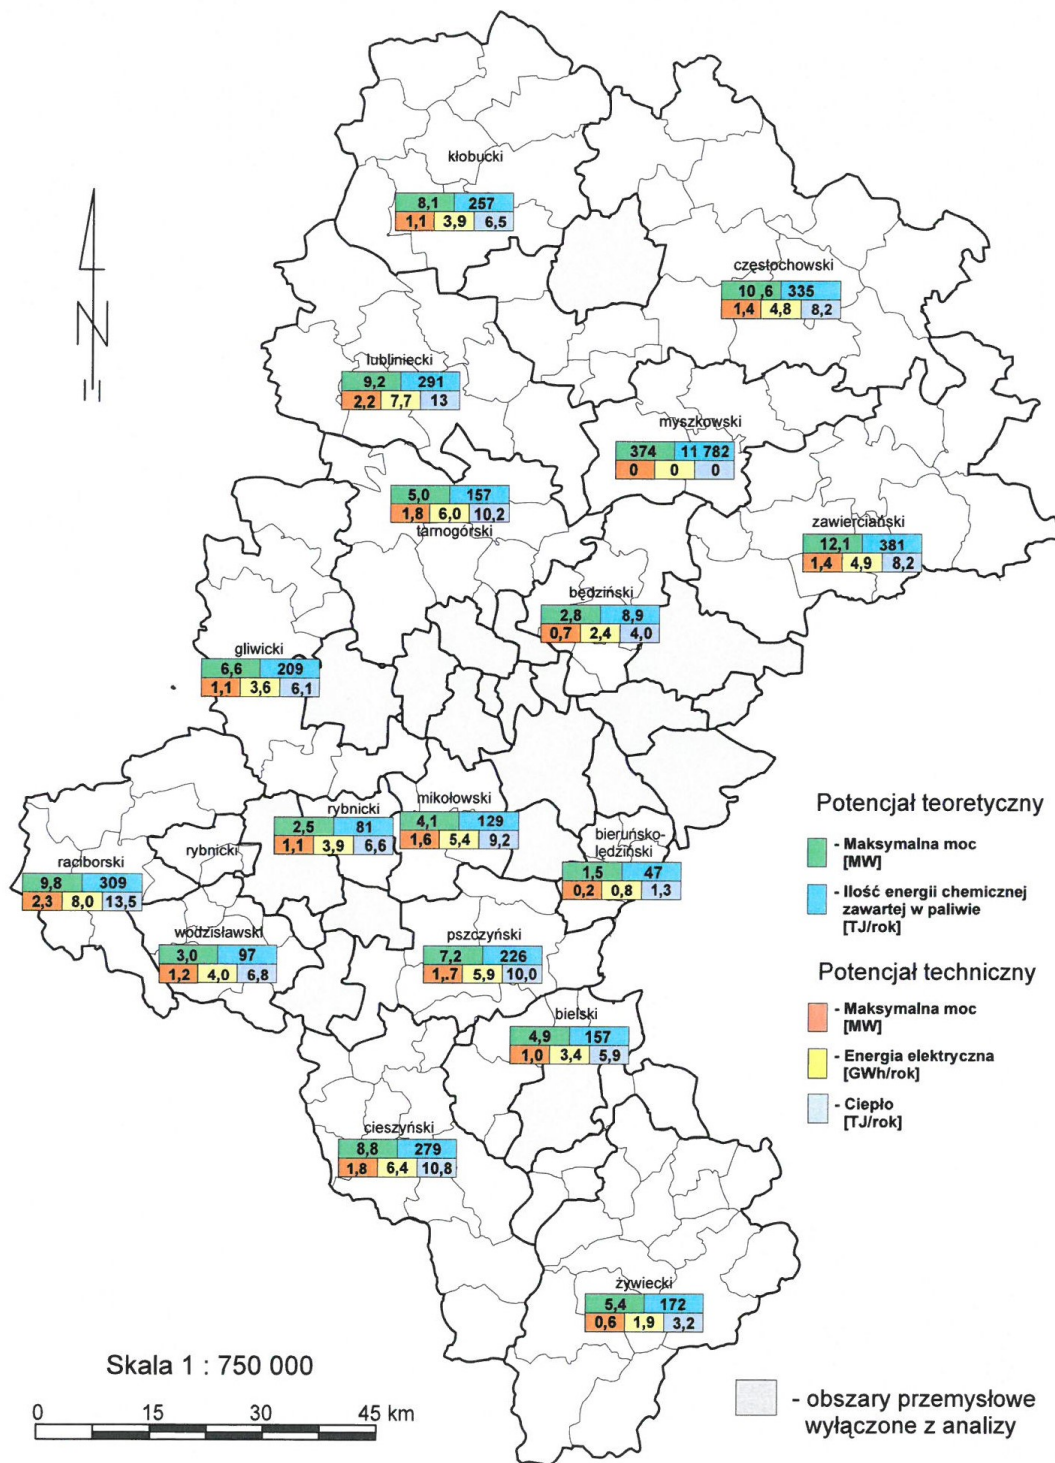 kłobucki
8,1 257
1,1 3,9 6,5
częstochowski
10 ,6 335
1,4 4,8 8,2
lubliniecki
9,2 291
2,2 7,7 13
myszkowski
374 11 782
0 0 0
5,0 157
1,8 6,0 10,2
tarnogórski
zawierciański
12,1 381
1,4 4,9 8,2
będziński
2,8 8,9
0,7 2,4 4,0
gliwicki
6,6 209
1,1 3,6 6,1
mikołowski
4,1 129
1,6 5,4 9,2
rybnicki
2,5 81
1,1 3,9 6,6
rybnicki
bieruńsko-
lędziński
1,5 47
0,2 0,8 1,3
raciborski
9,8 309
2,3 8,0 13,5
wodzisławski
3,0 97
1,2 4,0 6,8
pszczyński
7,2 226
1,.7 5,9 10,0
bielski
4,9 157
1,0 3,4 5,9
cieszyński
8,8 279
1,8 6,4 10,8
żywiecki
5,4 172
0,6 1,9 3,2
N
Potencjał teoretyczny
- Maksymalna moc
[MW]
- Ilość energii chemicznej
zawartej w paliwie
[TJ/rok]
Potencjał techniczny
- Maksymalna moc
[MW]
- Energia elektryczna
[GWh/rok]
- Ciepło
[TJ/rok]
Skala 1 : 750 000
0 15 30 45 km
- obszary przemysłowe
wyłączone z analizy